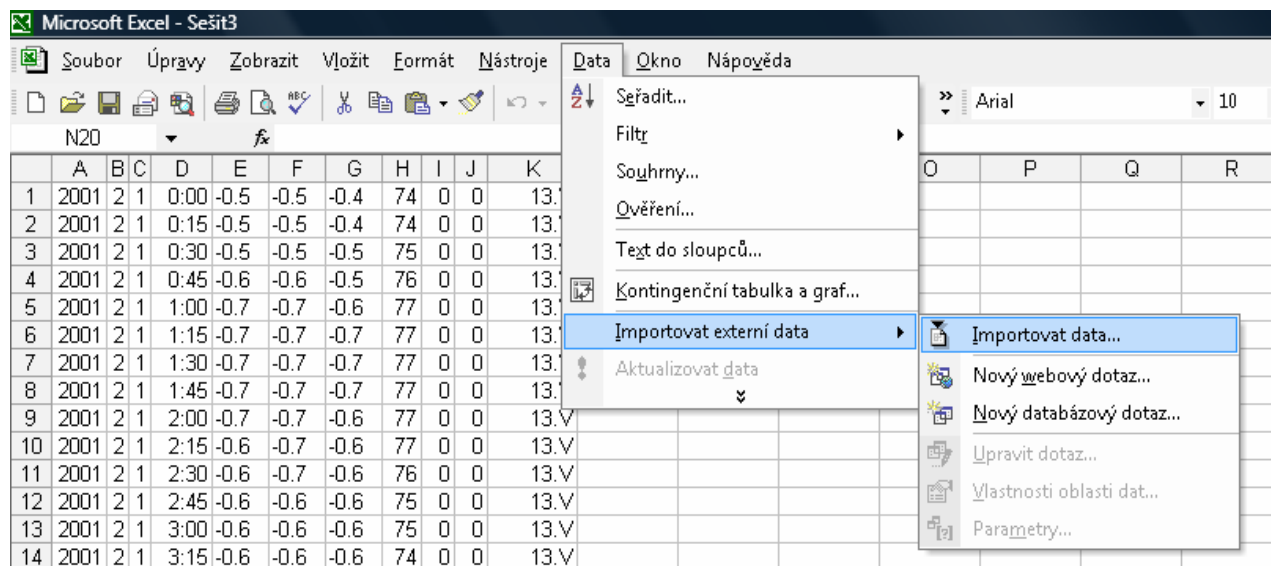 Microsoft Excel - Sešit3
Soubor Úpravy Zobrazit Vložit Formát Nástroje Data Okno Nápověda
Arial 10
N20 fx
A B C D E F G H I J K O P Q R
1 2001 2 1 0:00 -0.5 -0.5 -0.4 74 0 0 13.
2 2001 2 1 0:15 -0.5 -0.5 -0.4 74 0 0 13.
3 2001 2 1 0:30 -0.5 -0.5 -0.5 75 0 0 13.
4 2001 2 1 0:45 -0.6 -0.6 -0.5 76 0 0 13.
5 2001 2 1 1:00 -0.7 -0.7 -0.6 77 0 0 13.
6 2001 2 1 1:15 -0.7 -0.7 -0.6 77 0 0 13.
7 2001 2 1 1:30 -0.7 -0.7 -0.7 77 0 0 13.
8 2001 2 1 1:45 -0.7 -0.7 -0.7 77 0 0 13.
9 2001 2 1 2:00 -0.7 -0.7 -0.6 77 0 0 13.V
10 2001 2 1 2:15 -0.6 -0.7 -0.6 77 0 0 13.V
11 2001 2 1 2:30 -0.6 -0.7 -0.6 76 0 0 13.V
12 2001 2 1 2:45 -0.6 -0.6 -0.6 75 0 0 13.V
13 2001 2 1 3:00 -0.6 -0.6 -0.6 75 0 0 13.V
14 2001 2 1 3:15 -0.6 -0.6 -0.6 74 0 0 13.V
Seřadit...
Filtr
Souhrny...
Ověření...
Text do sloupců...
Kontingenční tabulka a graf...
Importovat externí data
Aktualizovat data
Importovat data...
Nový webový dotaz...
Nový databázový dotaz...
Upravit dotaz...
Vlastnosti oblasti dat...
Parametry...